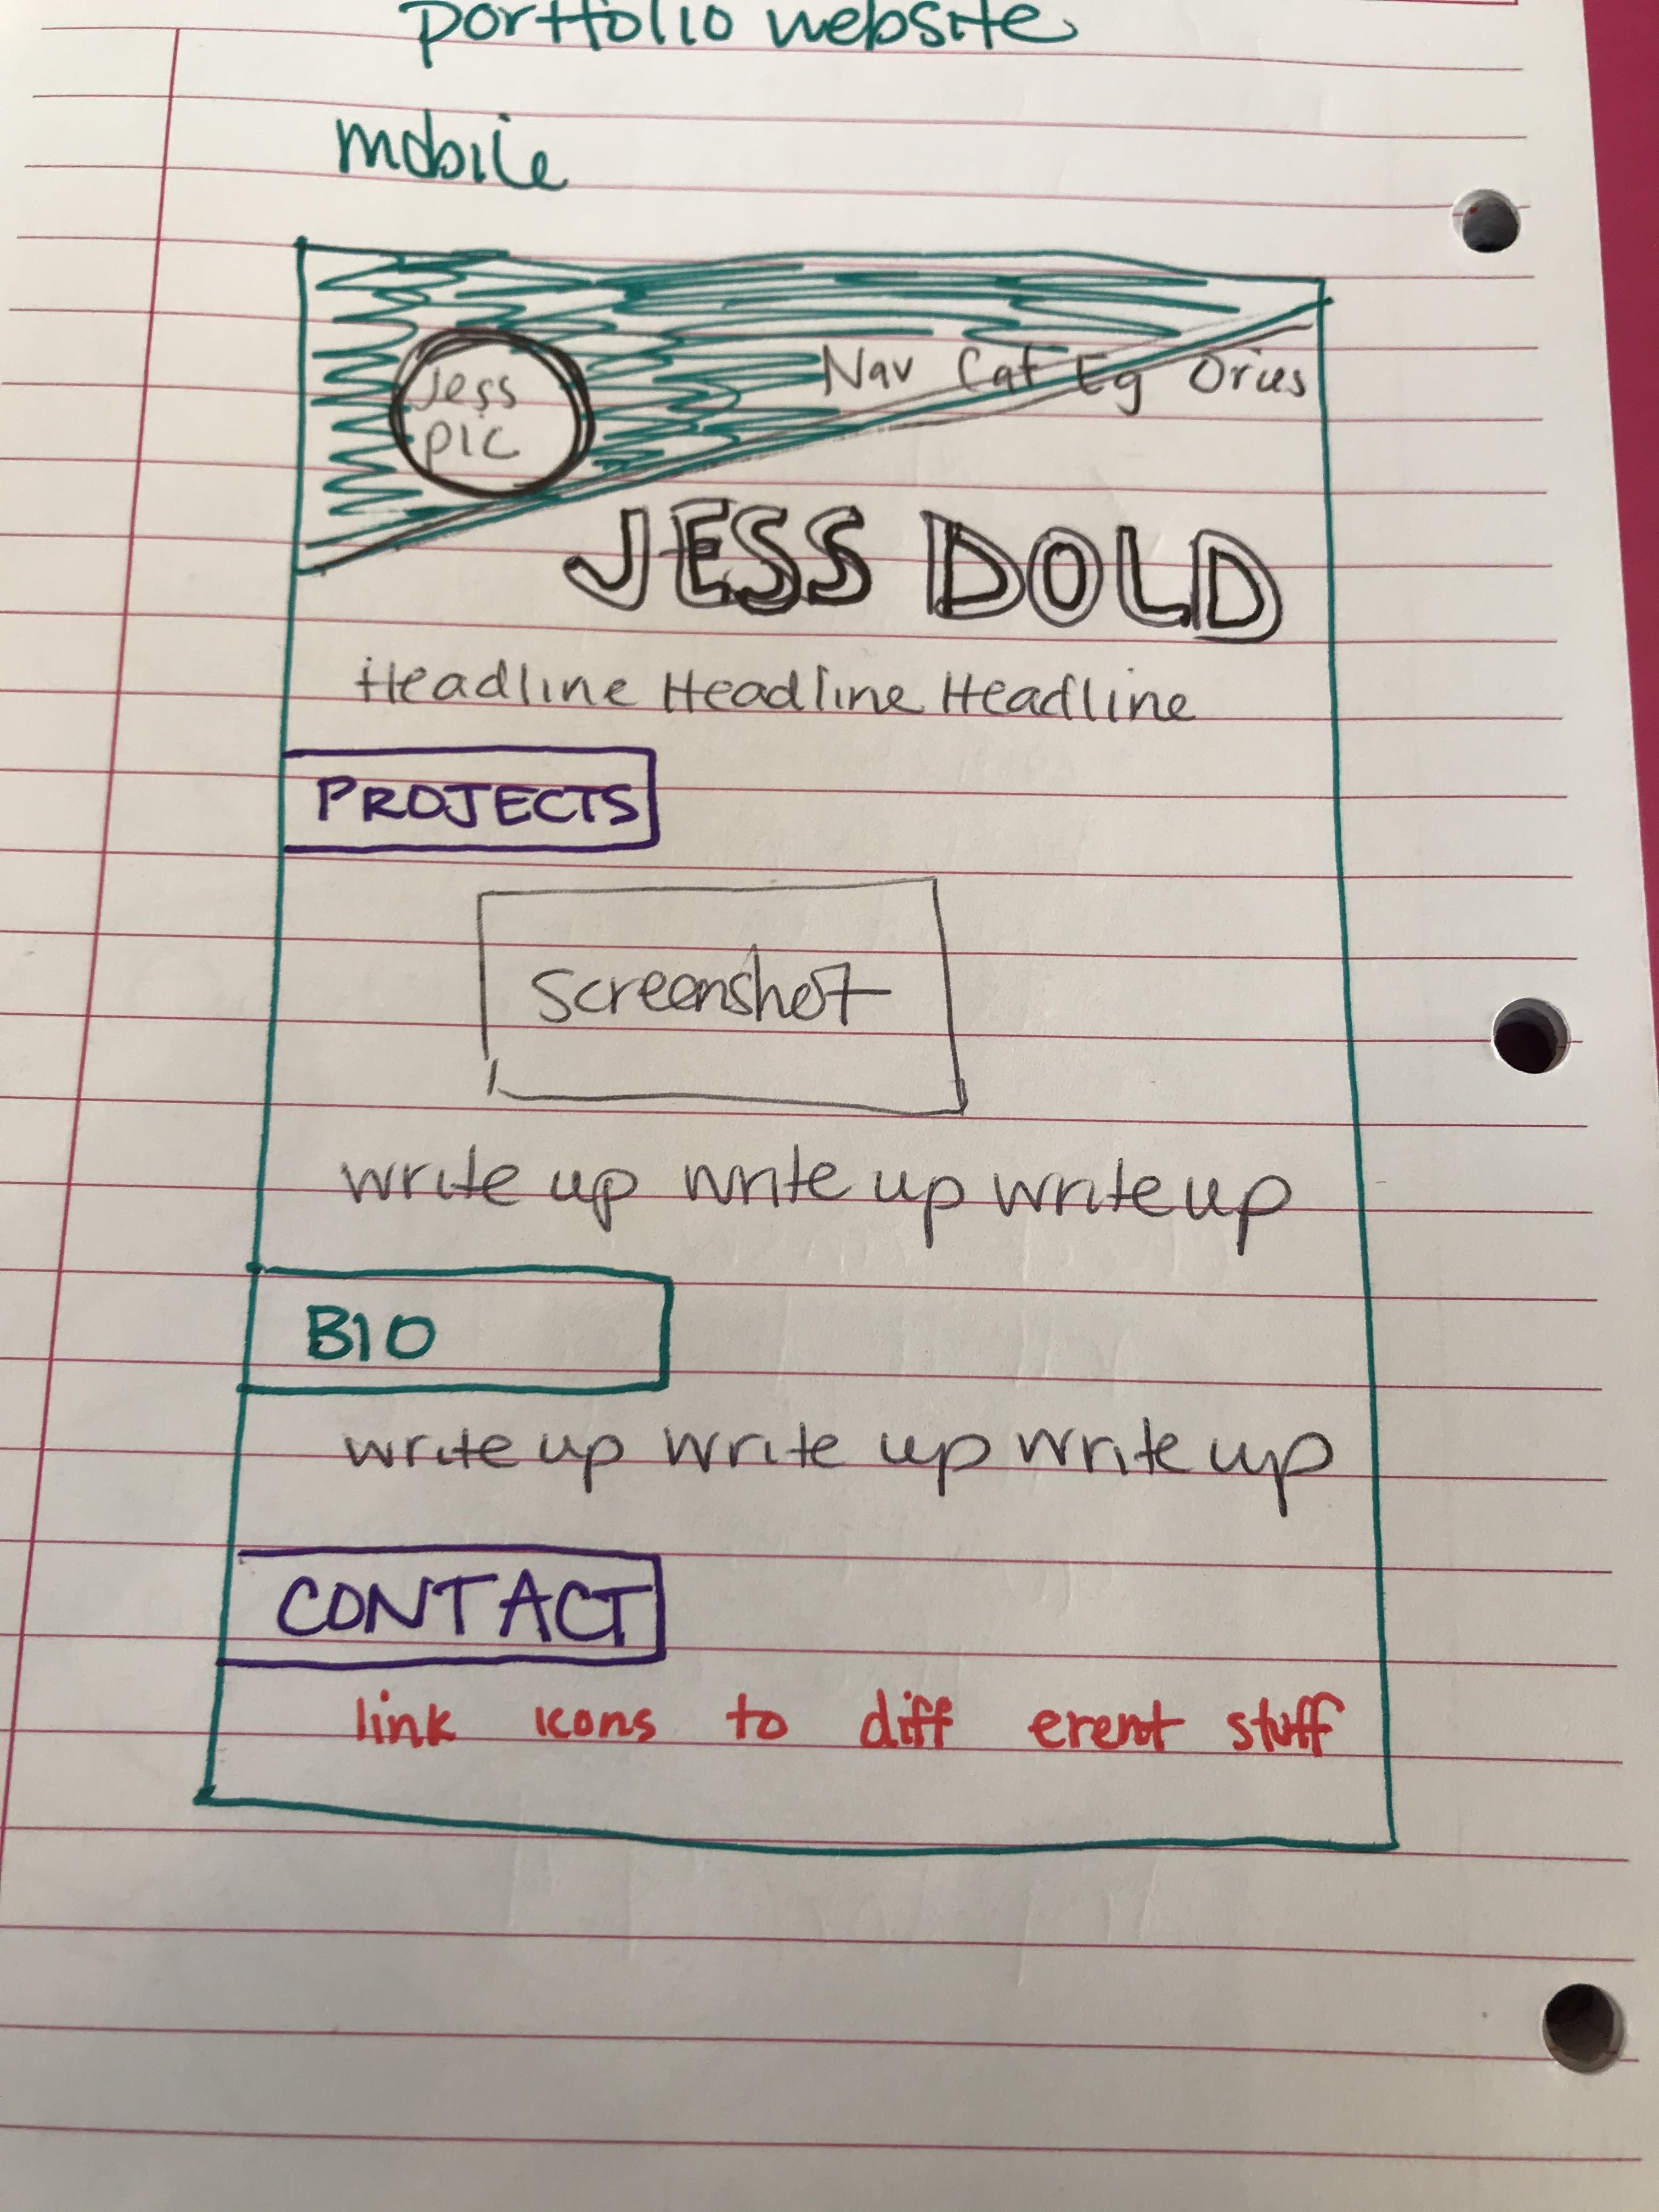 portfolio website
mobile
Jess
pic
Nav Cat Eg Ories
JESS DOLD
Headline Headline Headline
PROJECTS
Screenshot
write up write up write up
BIO
write up write up write up
CONTACT
link icons to diff erent stuff